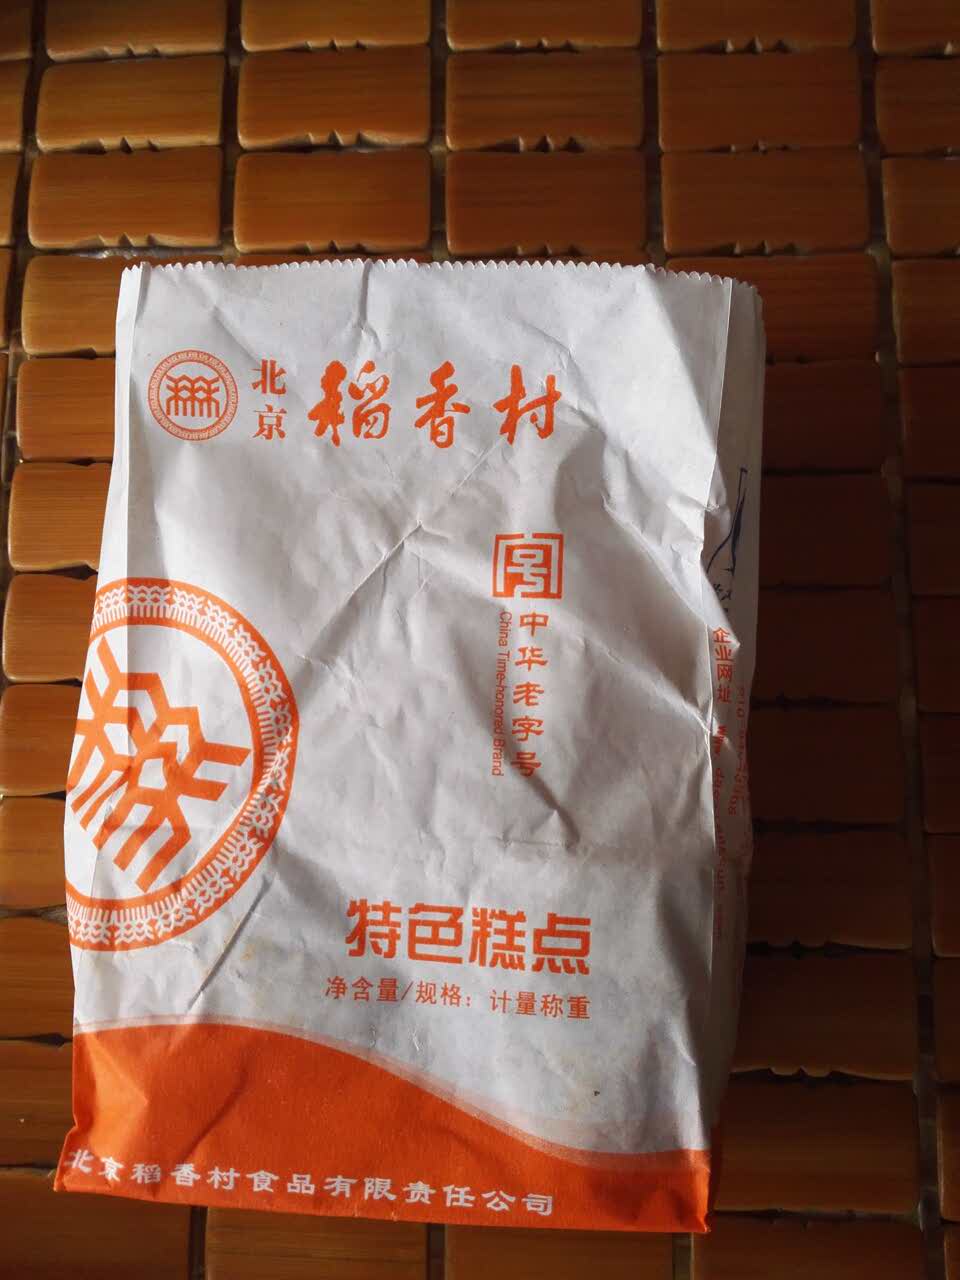 北京 稻香村
字号
中华老字号
China Time-honored Brand
特色糕点
净含量/规格：计量称重
北京稻香村食品有限责任公司
企业网址